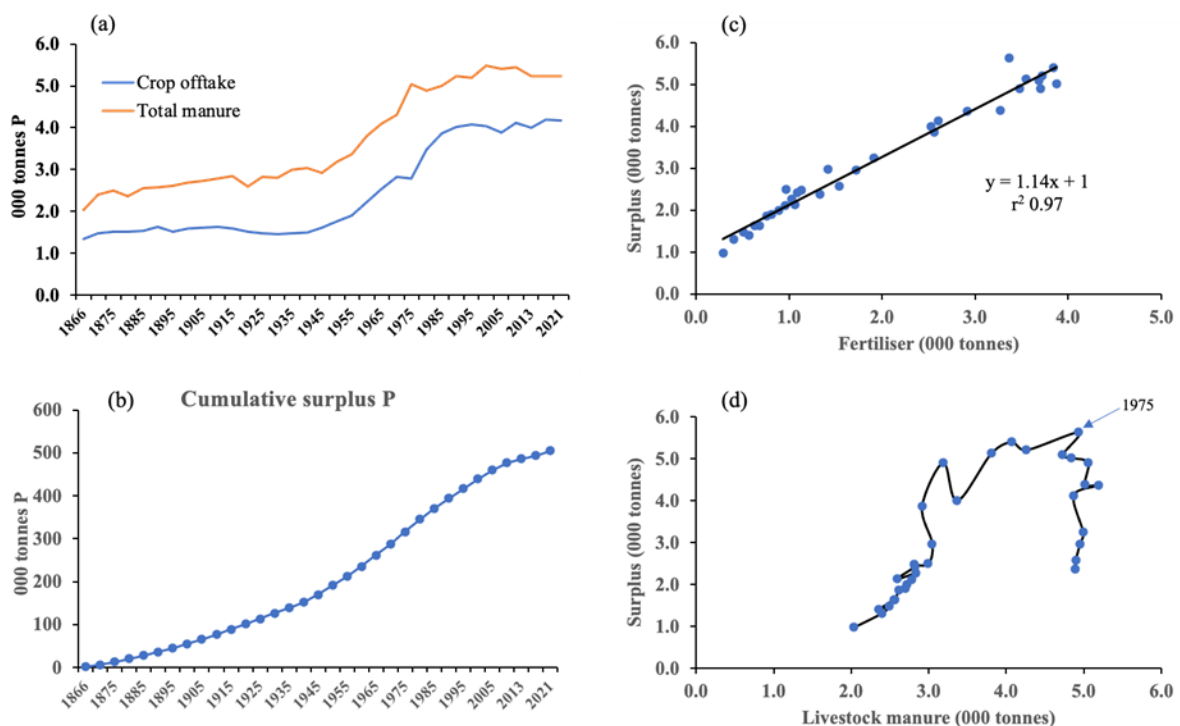 (a)
6.0
5.0
4.0
3.0
2.0
1.0
0.0
000 tonnes P
Crop offtake
Total manure
1866 1875 1885 1895 1905 1915 1925 1935 1945 1955 1965 1975 1985 1995 2005 2013 2021
(c)
6.0
5.0
4.0
3.0
2.0
1.0
0.0
Surplus (000 tonnes)
y = 1.14x + 1
r² 0.97
0.0 1.0 2.0 3.0 4.0 5.0
Fertiliser (000 tonnes)
(b)
Cumulative surplus P
600
500
400
300
200
100
0
000 tonnes P
1866 1875 1885 1895 1905 1915 1925 1935 1945 1955 1965 1975 1985 1995 2005 2013 2021
(d)
1975
6.0
5.0
4.0
3.0
2.0
1.0
0.0
Surplus (000 tonnes)
0.0 1.0 2.0 3.0 4.0 5.0 6.0
Livestock manure (000 tonnes)